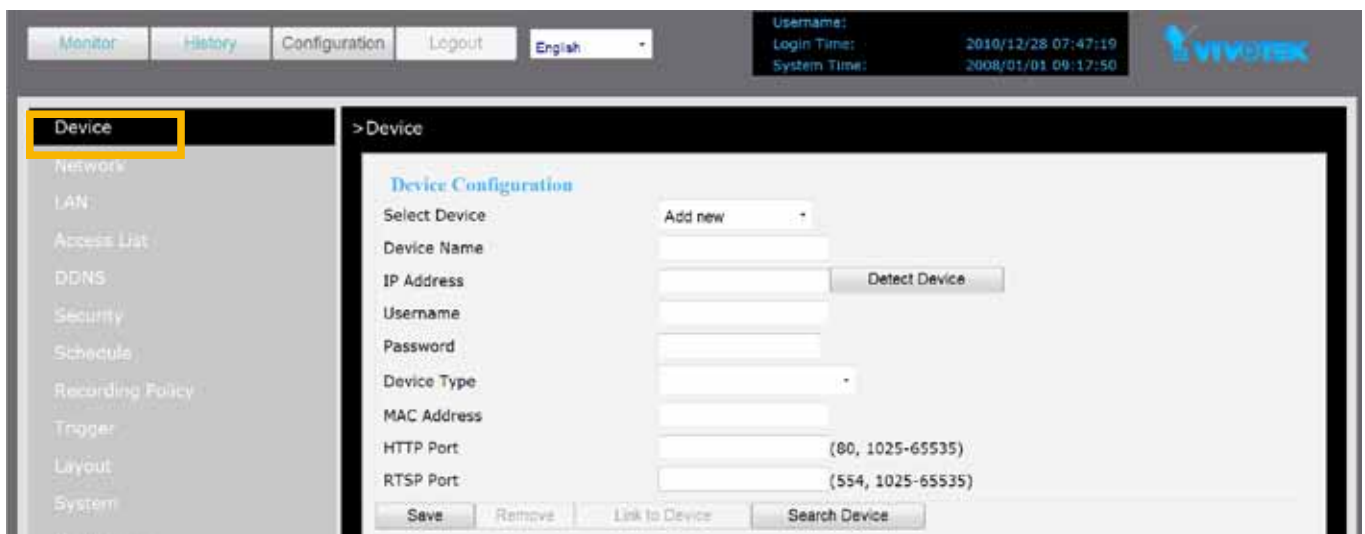 Username:
Monitor History Configuration Logout English Login Time: 2010/12/28 07:47:19 VIVOTEK
System Time: 2008/01/01 09:17:50
Device >Device
Network
Device Configuration
LAN
Select Device Add new
Access List
Device Name
DDNS
IP Address Detect Device
Security
Username
Schedule
Password
Recording Policy
Device Type
Trigger
MAC Address
HTTP Port (80, 1025-65535)
Layout
RTSP Port (554, 1025-65535)
System
Save Remove Link to Device Search Device